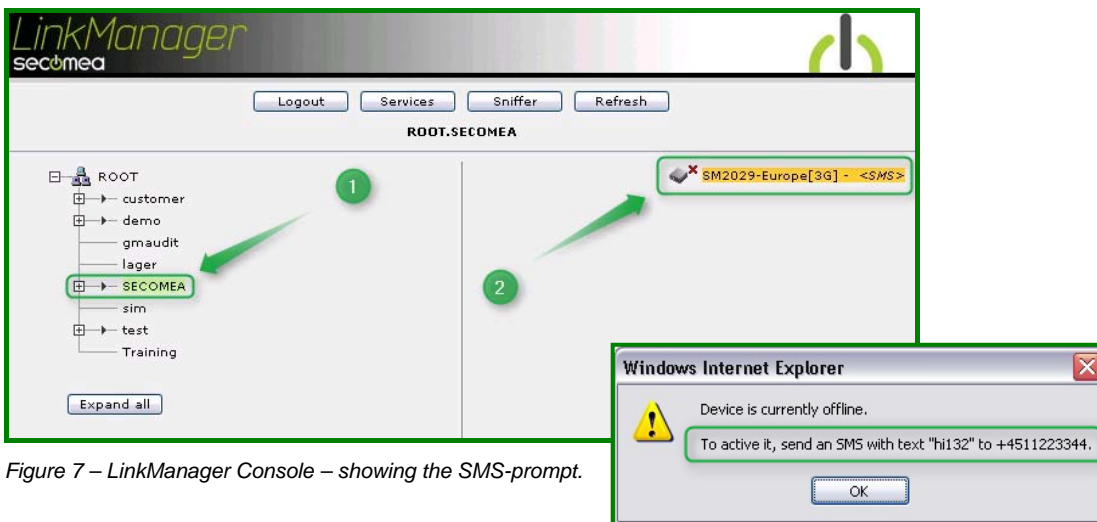 LinkManager
secomea
Logout Services Sniffer Refresh
ROOT.SECOMEA
ROOT
customer
demo
gmaudit
lager
SECOMEA
sim
test
Training
Expand all
1
SM2029-Europe[3G] - <SMS>
2
Windows Internet Explorer
Device is currently offline.
To active it, send an SMS with text "hi132" to +4511223344.
OK
Figure 7 – LinkManager Console – showing the SMS-prompt.